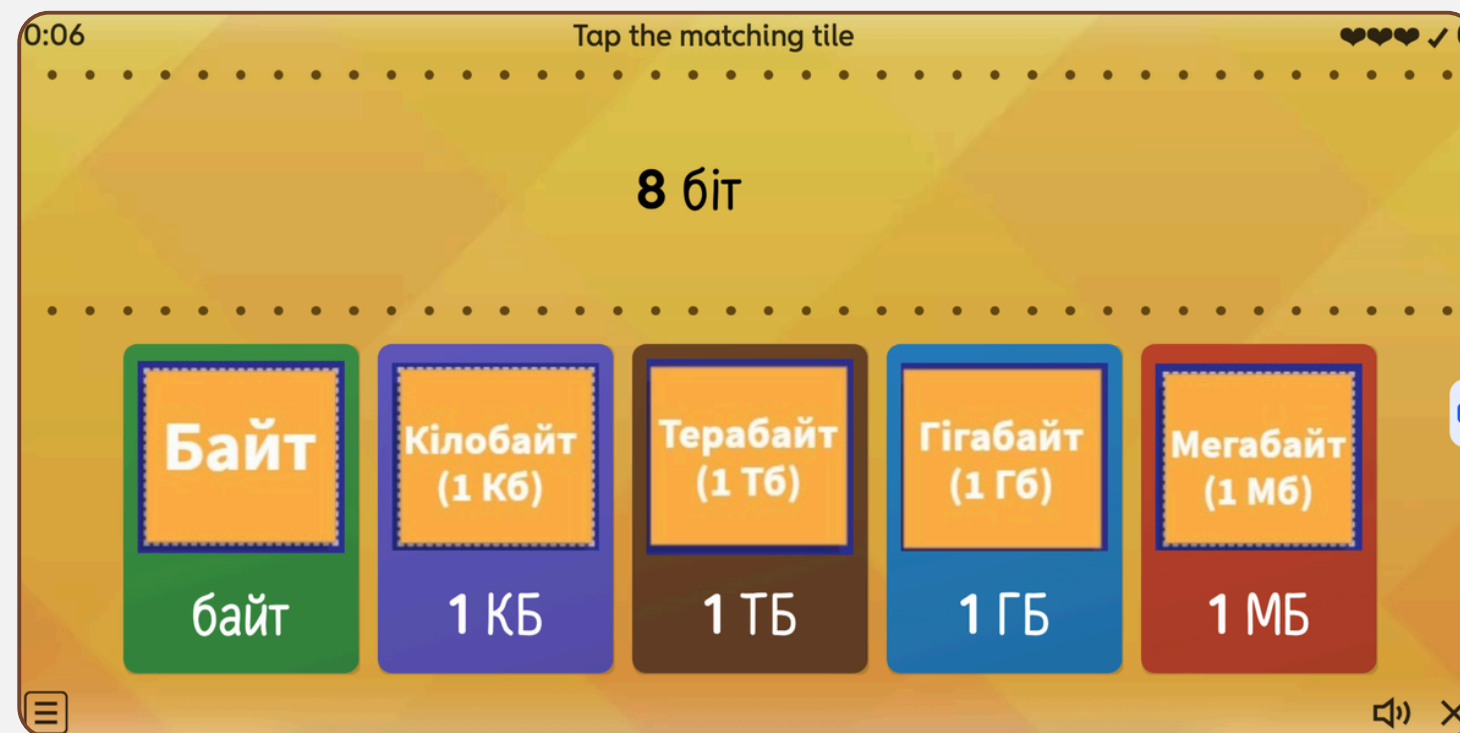 0:06
Tap the matching tile
8 біт
Байт
байт
Кілобайт
(1 Кб)
1 КБ
Терабайт
(1 Тб)
1 ТБ
Гігабайт
(1 Гб)
1 ГБ
Мегабайт
(1 Мб)
1 МБ